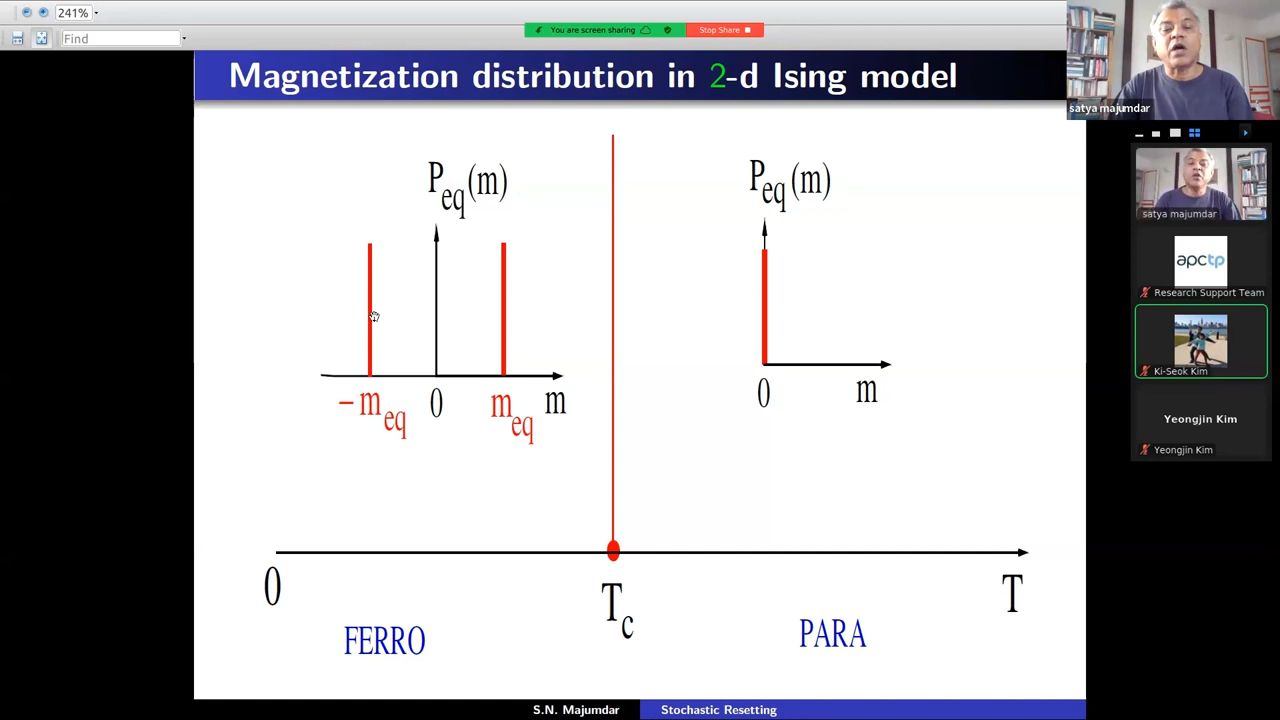 241%
You are screen sharing
Stop Share
Find
Magnetization distribution in 2-d Ising model
satya majumdar
P_eq(m)
P_eq(m)
satya majumdar
apctp
Research Support Team
Ki-Seok Kim
− m_eq 0 m_eq m
0 m
Yeongjin Kim
Yeongjin Kim
0 T_c T
FERRO PARA
S.N. Majumdar Stochastic Resetting